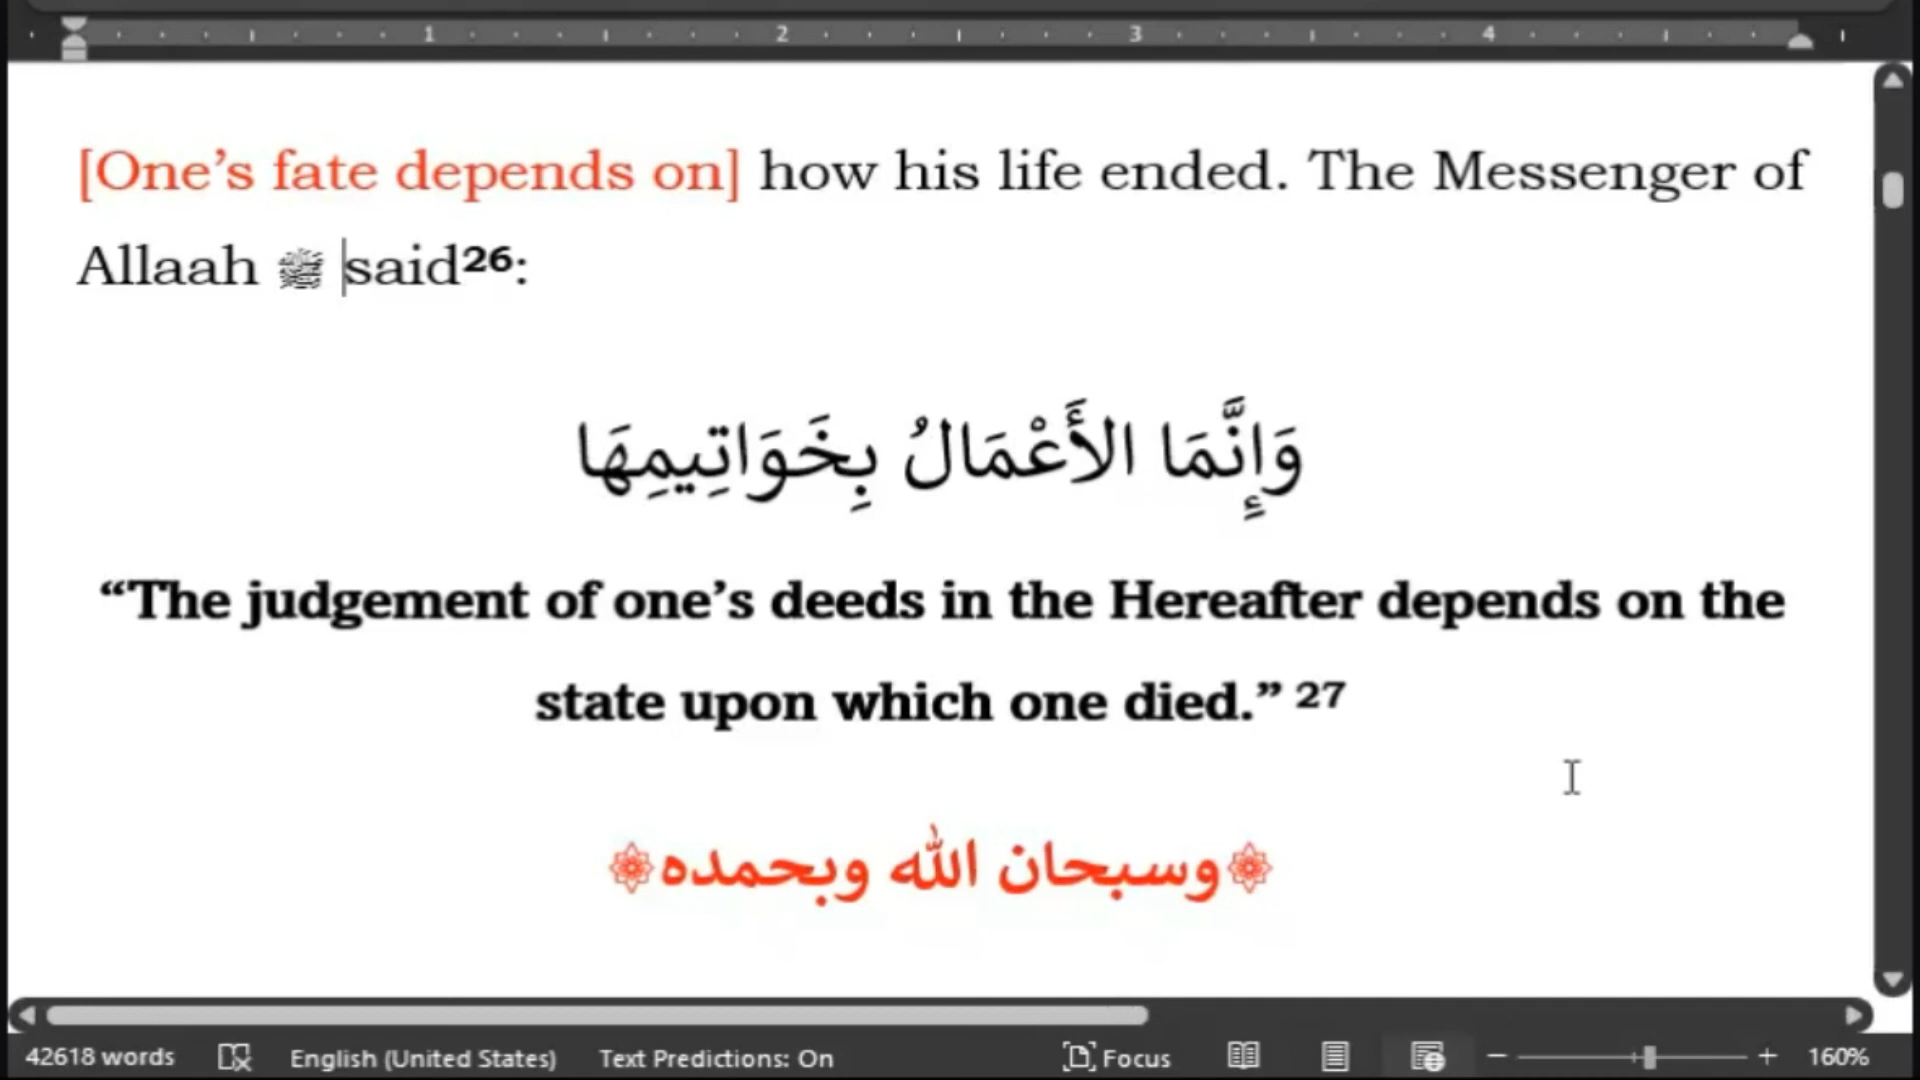 1 2 3 4
[One’s fate depends on] how his life ended. The Messenger of
Allaah ﷺ said²⁶:
وَإِنَّمَا الأَعْمَالُ بِخَوَاتِيمِهَا
“The judgement of one’s deeds in the Hereafter depends on the
state upon which one died.” ²⁷
۞وسبحان الله وبحمده۞
42618 words English (United States) Text Predictions: On Focus 160%